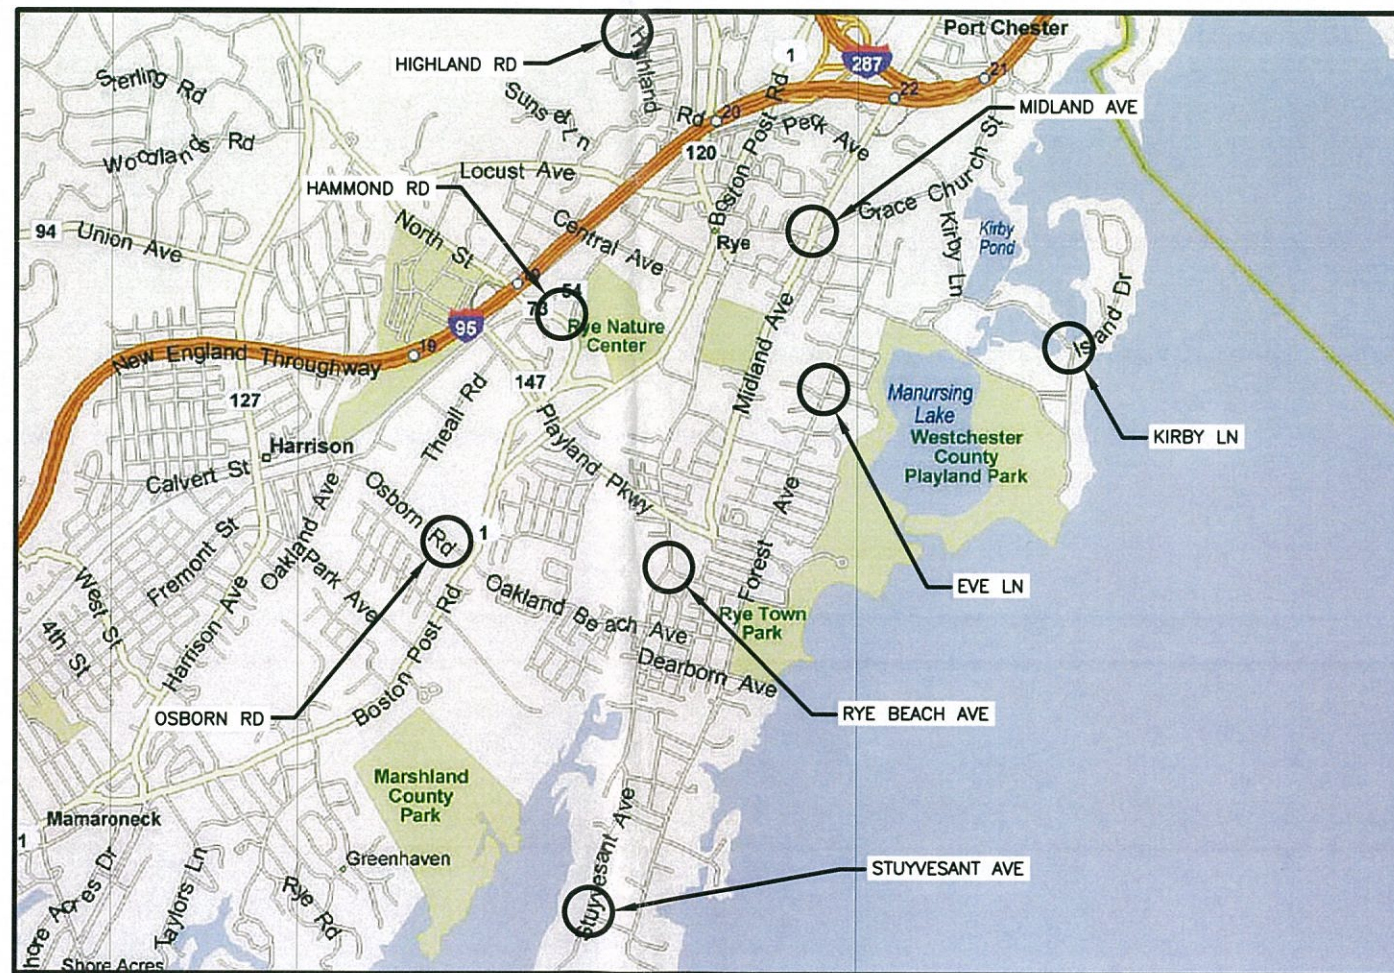 Port Chester
Highland
1
287
21
22
HIGHLAND RD
Sterling Rd
Sunset Ln
Rd
20
MIDLAND AVE
Peck Ave
Woodlands Rd
120
Boston Post Rd
Locust Ave
HAMMOND RD
Grace Church St
94
Union Ave
North St
Central Ave
Rye
Kirby Ln
Kirby
Pond
Island Dr
54
73
95
Rye Nature
Center
19
New England Throughway
127
147
Theall Rd
Playland Pkwy
Midland Ave
Manursing
Lake
Westchester
County
Playland Park
KIRBY LN
Harrison
Calvert St
Osborn Rd
1
Fremont St
Oakland Ave
Park Ave
Forest Ave
EVE LN
West St
4th St
Harrison Ave
Oakland Beach Ave
Rye Town
Park
Dearborn Ave
OSBORN RD
Boston Post Rd
RYE BEACH AVE
Marshland
County
Park
Mamaroneck
1
Greenhaven
Stuyvesant Ave
STUYVESANT AVE
Taylors Ln
Rye Rd
Shore Acres